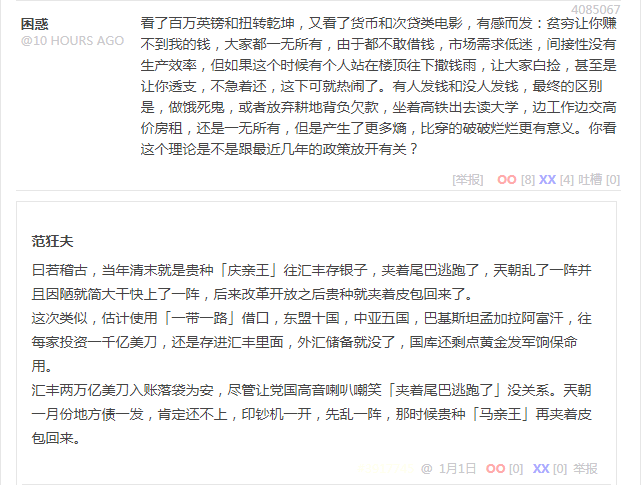 4085067
困惑
@10 HOURS AGO
看了百万英镑和扭转乾坤，又看了货币和次贷类电影，有感而发：贫穷让你赚
不到我的钱，大家都一无所有，由于都不敢借钱，市场需求低迷，间接性没有
生产效率，但如果这个时候有个人站在楼顶往下撒钱雨，让大家白捡，甚至是
让你透支，不急着还，这下可就热闹了。有人发钱和没人发钱，最终的区别
是，做饿死鬼，或者放弃耕地背负欠款，坐着高铁出去读大学，边工作边交高
价房租，还是一无所有，但是产生了更多熵，比穿的破破烂烂更有意义。你看
这个理论是不是跟最近几年的政策放开有关？
[举报] OO [8] XX [4] 吐槽 [0]
范狂夫
曰若稽古，当年清末就是贵种「庆亲王」往汇丰存银子，夹着尾巴逃跑了，天朝乱了一阵并
且因陋就简大干快上了一阵，后来改革开放之后贵种就夹着皮包回来了。
这次类似，估计使用「一带一路」借口，东盟十国，中亚五国，巴基斯坦孟加拉阿富汗，往
每家投资一千亿美刀，还是存进汇丰里面，外汇储备就没了，国库还剩点黄金发军饷保命
用。
汇丰两万亿美刀入账落袋为安，尽管让党国高音喇叭嘲笑「夹着尾巴逃跑了」没关系。天朝
一月份地方债一发，肯定还不上，印钞机一开，先乱一阵，那时候贵种「马亲王」再夹着皮
包回来。
@ 1月1日 OO [0] XX [0] 举报